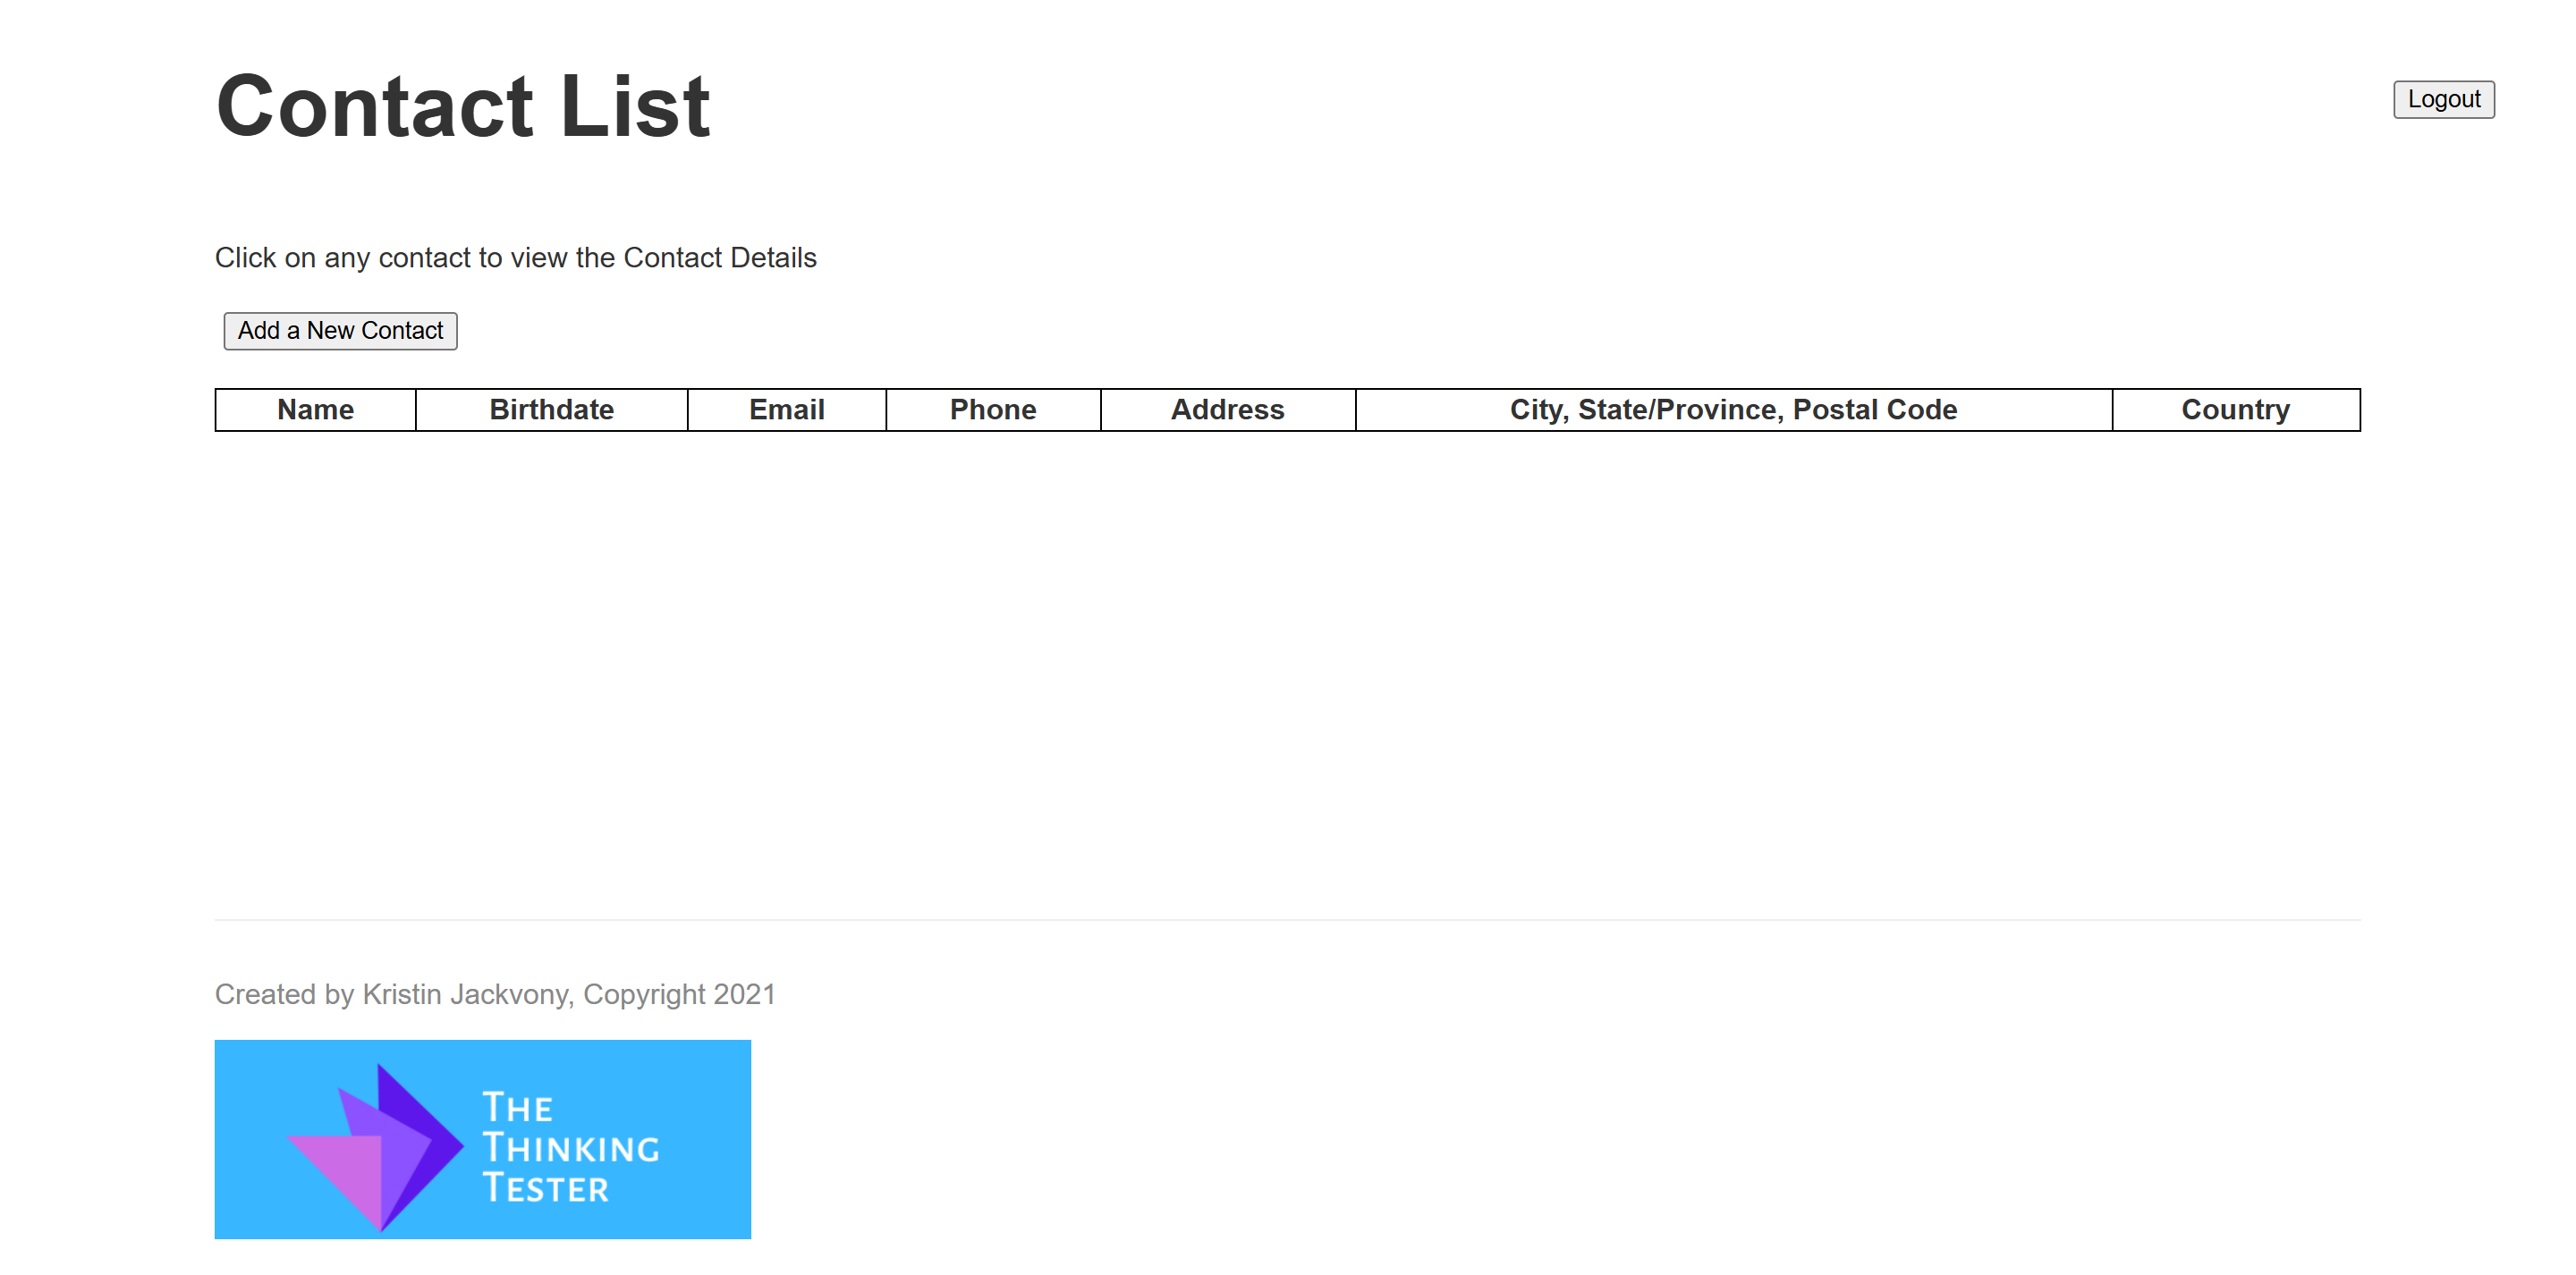 Contact List
Logout
Click on any contact to view the Contact Details
Add a New Contact
Name Birthdate Email Phone Address City, State/Province, Postal Code Country
Created by Kristin Jackvony, Copyright 2021
THE
THINKING
TESTER